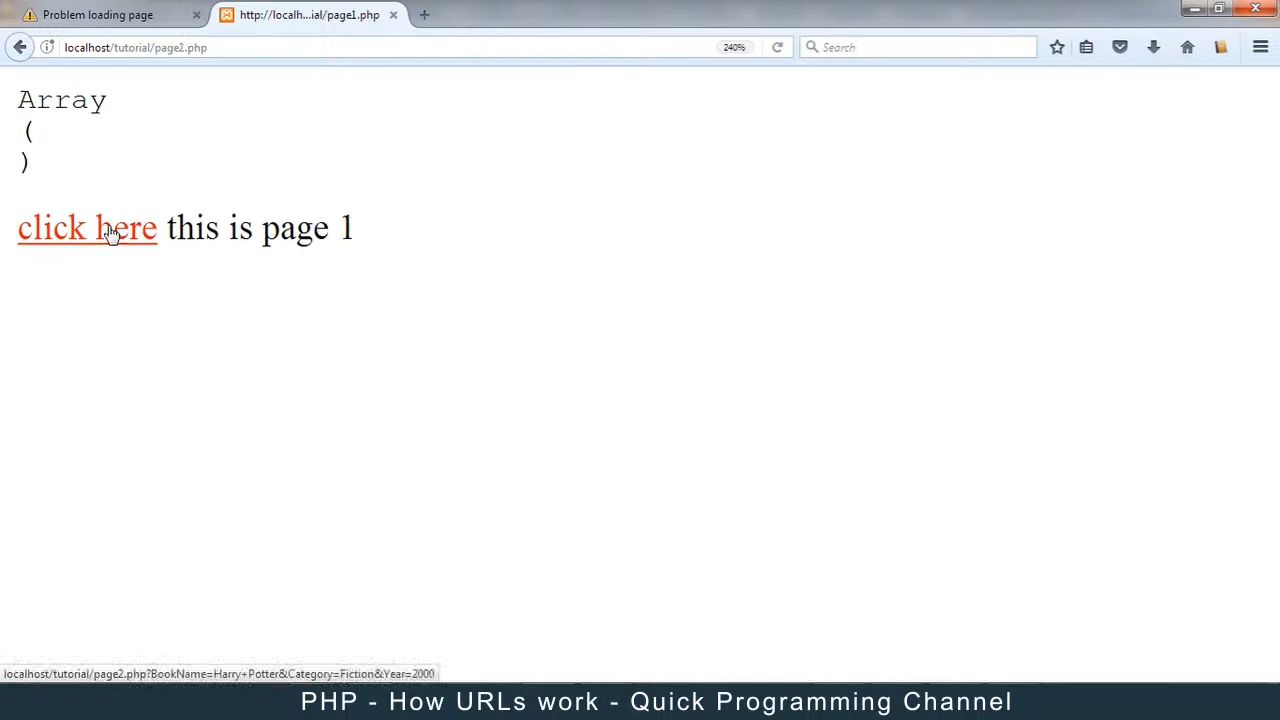 Problem loading page
http://localh...ial/page1.php
localhost/tutorial/page2.php
240%
Search
Array
(
)
click here this is page 1
localhost/tutorial/page2.php?BookName=Harry+Potter&Category=Fiction&Year=2000
PHP - How URLs work - Quick Programming Channel